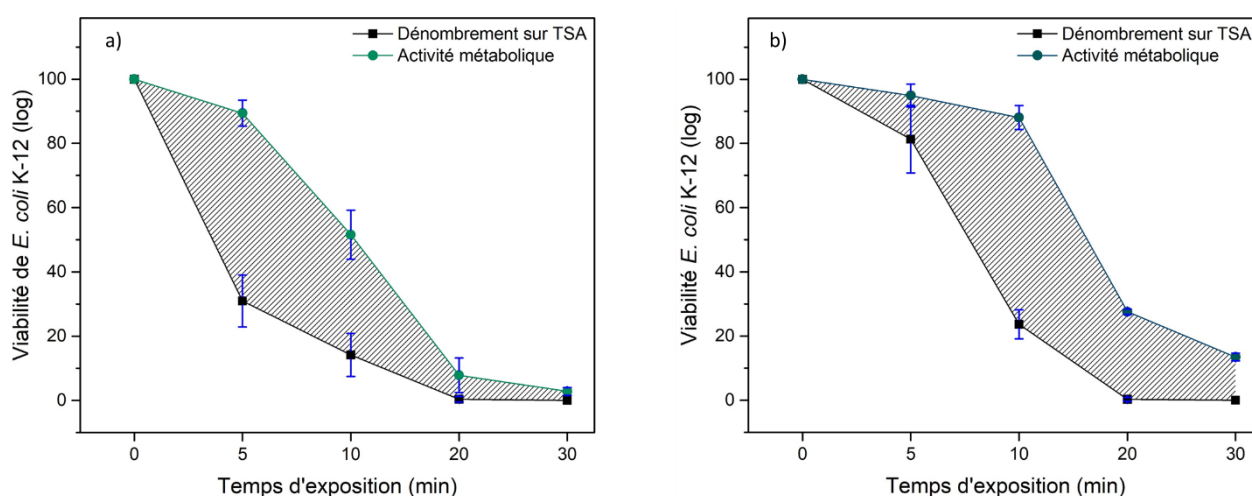 a)
Dénombrement sur TSA
Activité métabolique
Viabilité de E. coli K-12 (log)
100
80
60
40
20
0
0 5 10 20 30
Temps d'exposition (min)
b)
Dénombrement sur TSA
Activité métabolique
Viabilité E. coli K-12 (log)
100
80
60
40
20
0
0 5 10 20 30
Temps d'exposition (min)